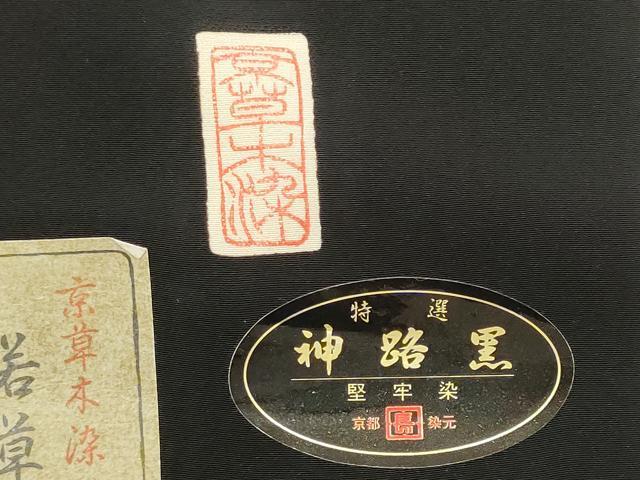 京草木染
特選
神路黒
堅牢染
京都 染元
京草木染
若草